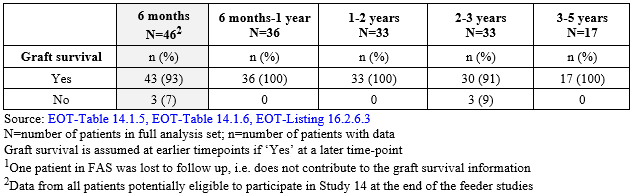 6 months 6 months-1 year 1-2 years 2-3 years 3-5 years
N=46² N=36 N=33 N=33 N=17
Graft survival n (%) n (%) n (%) n (%) n (%)
Yes 43 (93) 36 (100) 33 (100) 30 (91) 17 (100)
No 3 (7) 0 0 3 (9) 0
Source: EOT-Table 14.1.5, EOT-Table 14.1.6, EOT-Listing 16.2.6.3
N=number of patients in full analysis set; n=number of patients with data
Graft survival is assumed at earlier timepoints if ‘Yes’ at a later time-point
¹One patient in FAS was lost to follow up, i.e. does not contribute to the graft survival information
²Data from all patients potentially eligible to participate in Study 14 at the end of the feeder studies